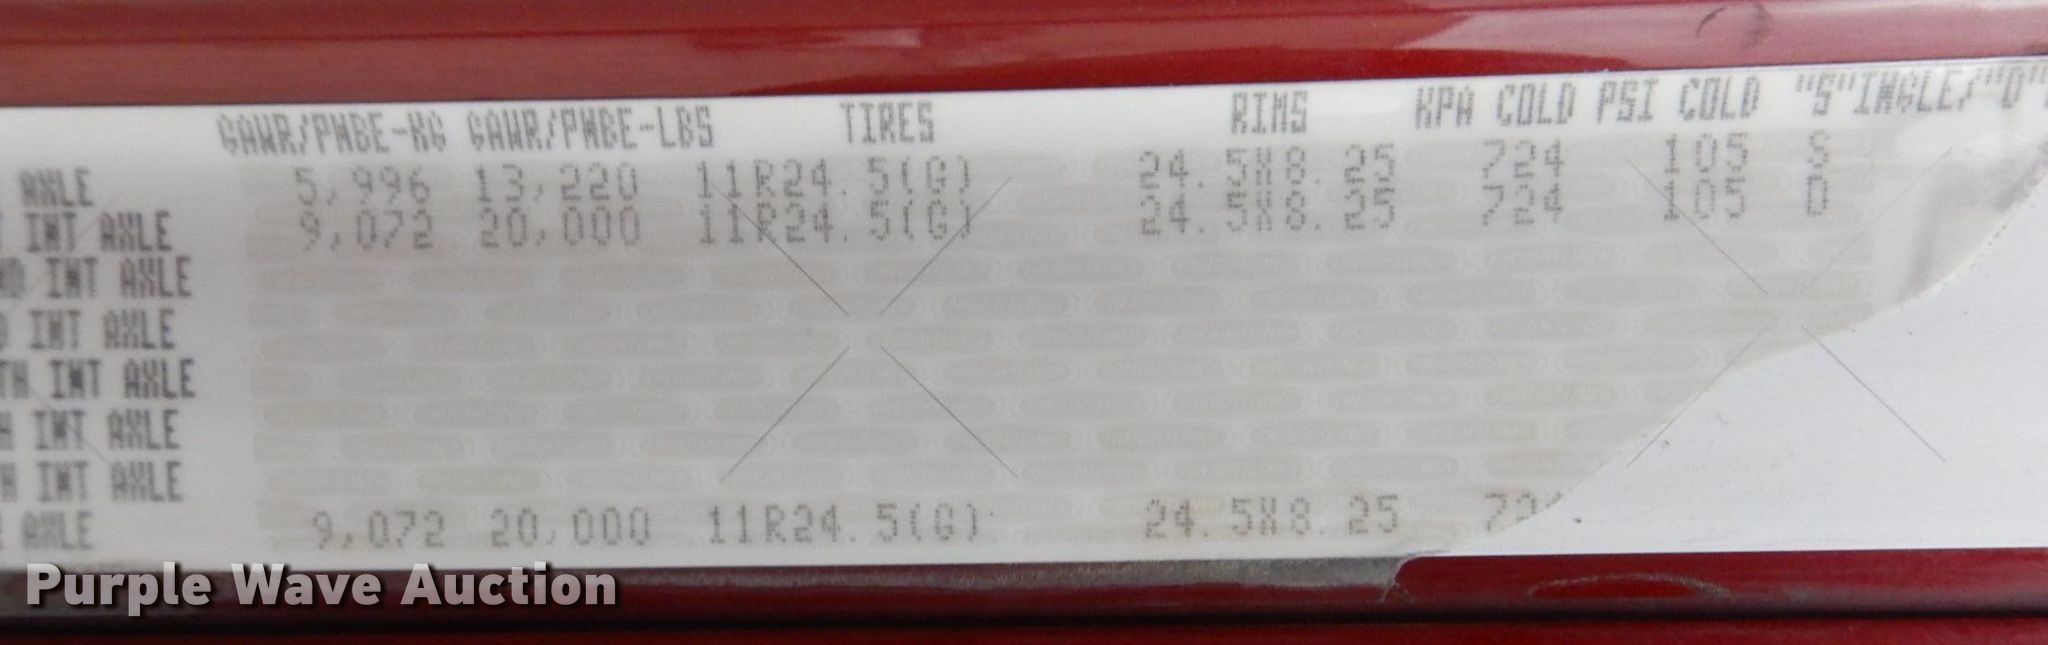 GAWR/PNBE-KG GAWR/PNBE-LBS TIRES RIMS KPA COLD PSI COLD "S"INGLE/"D"
AXLE 5,996 13,220 11R24.5(G) 24.5X8.25 724 105 S
INT AXLE 9,072 20,000 11R24.5(G) 24.5X8.25 724 105 D
ND INT AXLE
D INT AXLE
TH INT AXLE
H INT AXLE
H INT AXLE
AXLE 9,072 20,000 11R24.5(G) 24.5X8.25 724
Purple Wave Auction